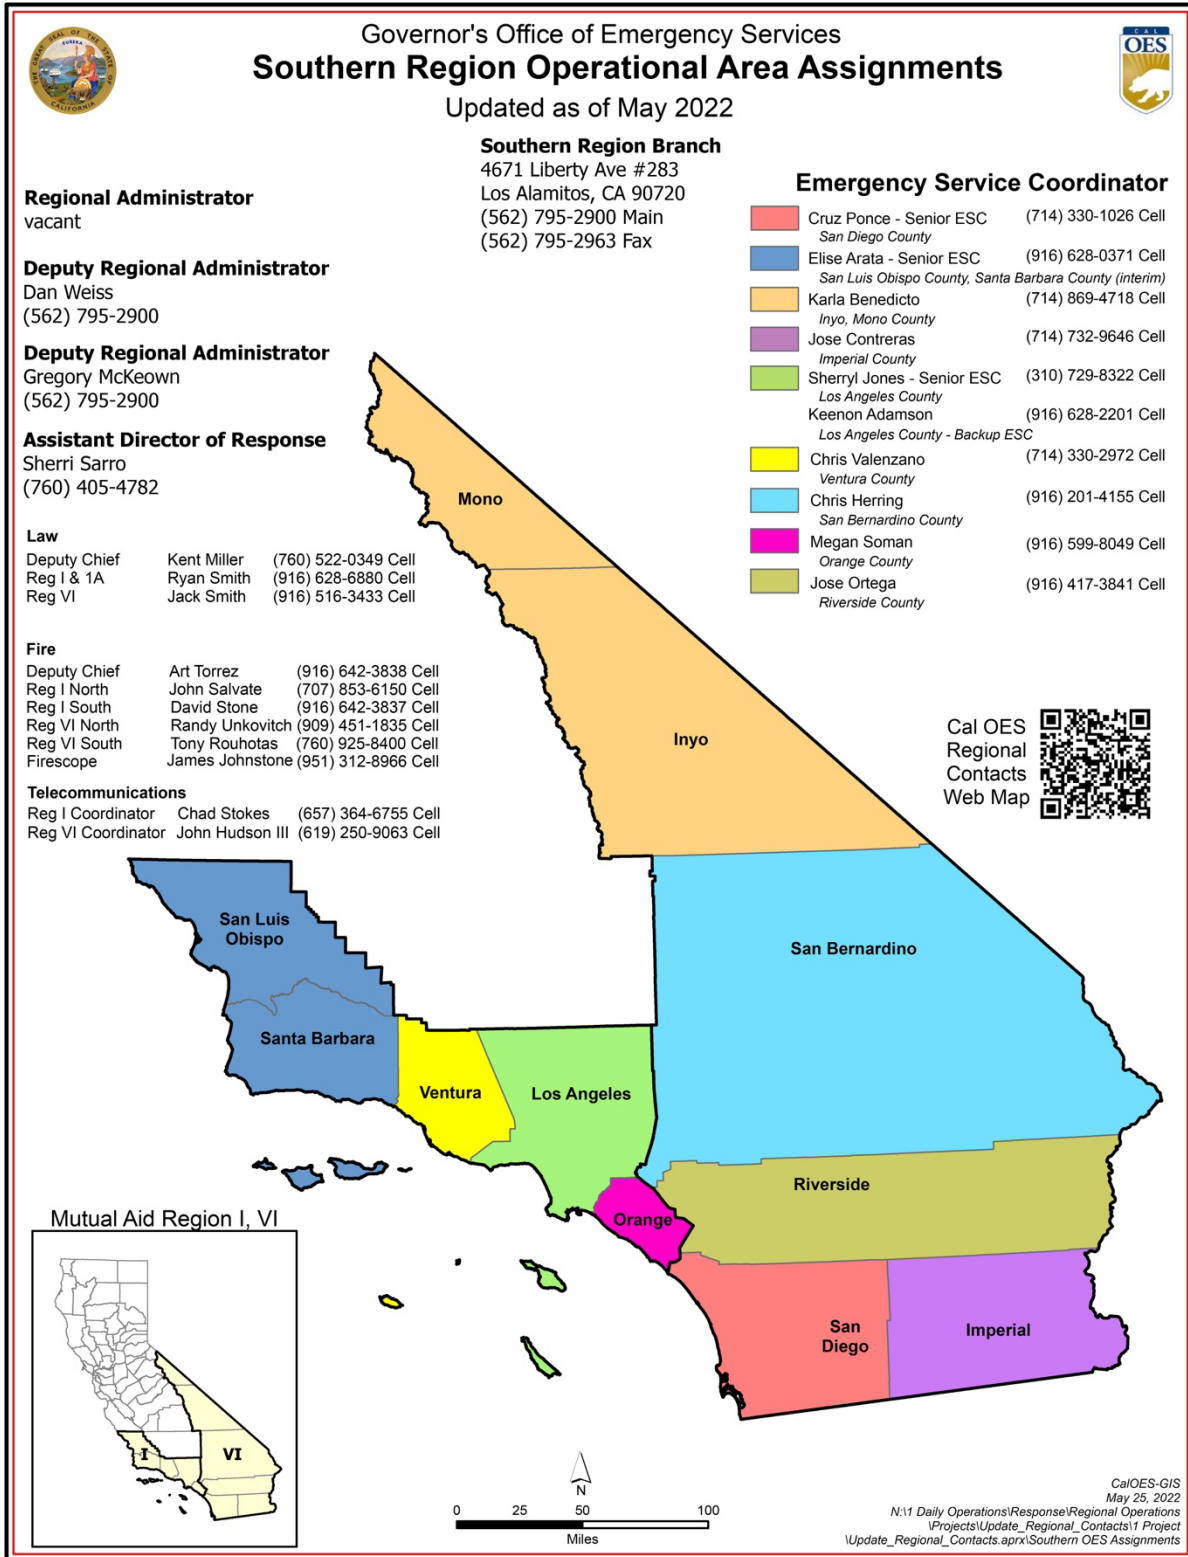 Governor's Office of Emergency Services
Southern Region Operational Area Assignments
Updated as of May 2022
THE GREAT SEAL OF THE STATE OF CALIFORNIA
EUREKA
CAL
OES
Southern Region Branch
4671 Liberty Ave #283
Los Alamitos, CA 90720
(562) 795-2900 Main
(562) 795-2963 Fax
Regional Administrator
vacant
Deputy Regional Administrator
Dan Weiss
(562) 795-2900
Deputy Regional Administrator
Gregory McKeown
(562) 795-2900
Assistant Director of Response
Sherri Sarro
(760) 405-4782
Law
Deputy Chief Kent Miller (760) 522-0349 Cell
Reg I & 1A Ryan Smith (916) 628-6880 Cell
Reg VI Jack Smith (916) 516-3433 Cell
Fire
Deputy Chief Art Torrez (916) 642-3838 Cell
Reg I North John Salvate (707) 853-6150 Cell
Reg I South David Stone (916) 642-3837 Cell
Reg VI North Randy Unkovitch (909) 451-1835 Cell
Reg VI South Tony Rouhotas (760) 925-8400 Cell
Firescope James Johnstone (951) 312-8966 Cell
Telecommunications
Reg I Coordinator Chad Stokes (657) 364-6755 Cell
Reg VI Coordinator John Hudson III (619) 250-9063 Cell
Emergency Service Coordinator
Cruz Ponce - Senior ESC (714) 330-1026 Cell
San Diego County
Elise Arata - Senior ESC (916) 628-0371 Cell
San Luis Obispo County, Santa Barbara County (interim)
Karla Benedicto (714) 869-4718 Cell
Inyo, Mono County
Jose Contreras (714) 732-9646 Cell
Imperial County
Sherryl Jones - Senior ESC (310) 729-8322 Cell
Los Angeles County
Keenon Adamson (916) 628-2201 Cell
Los Angeles County - Backup ESC
Chris Valenzano (714) 330-2972 Cell
Ventura County
Chris Herring (916) 201-4155 Cell
San Bernardino County
Megan Soman (916) 599-8049 Cell
Orange County
Jose Ortega (916) 417-3841 Cell
Riverside County
Cal OES
Regional
Contacts
Web Map
Mono
Inyo
San Luis
Obispo
San Bernardino
Santa Barbara
Ventura
Los Angeles
Riverside
Orange
San
Diego
Imperial
Mutual Aid Region I, VI
I
VI
N
0 25 50 100
Miles
CalOES-GIS
May 25, 2022
N:\1 Daily Operations\Response\Regional Operations
\Projects\Update_Regional_Contacts\1 Project
\Update_Regional_Contacts.aprx\Southern OES Assignments